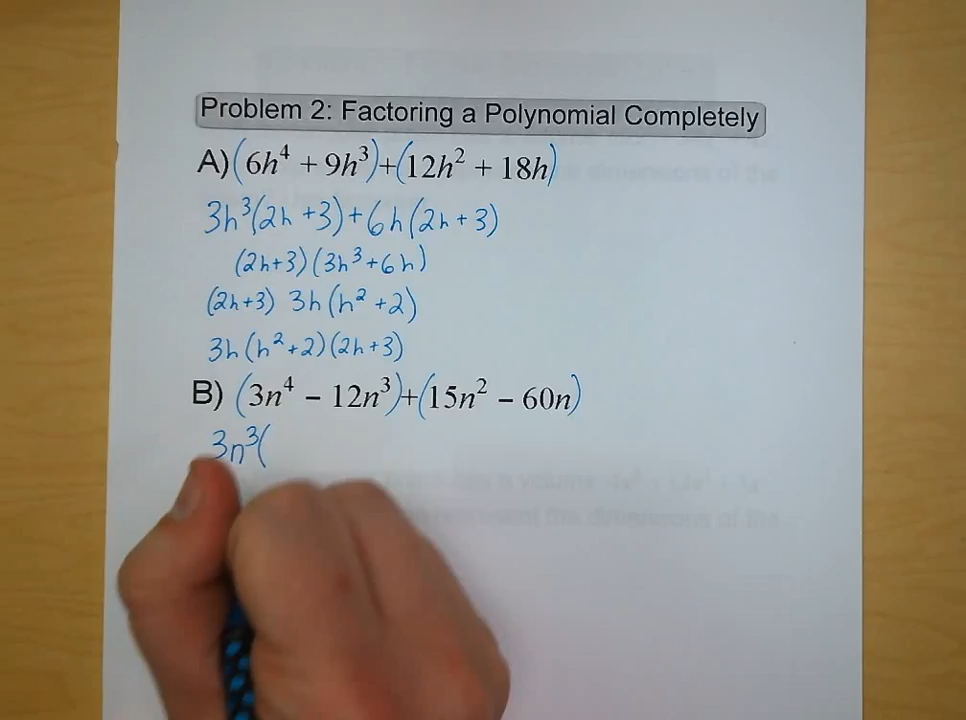 Problem 2: Factoring a Polynomial Completely
A) (6h⁴ + 9h³)+(12h² + 18h)
3h³(2h +3)+6h(2h+3)
(2h+3)(3h³+6h)
(2h+3) 3h(h²+2)
3h(h²+2)(2h+3)
B) (3n⁴ – 12n³)+(15n² – 60n)
3n³(